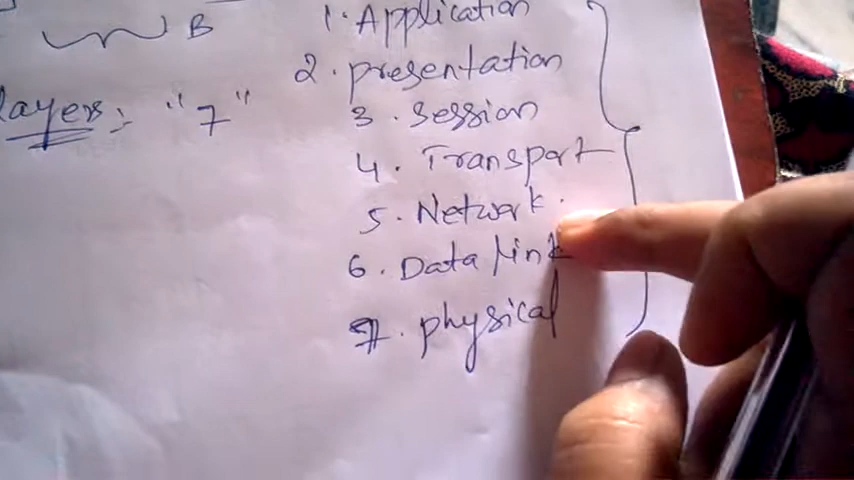 B
layers :- "7"
1. Application
2. presentation
3. session
4. Transport
5. Network.
6. Data link
7. physical